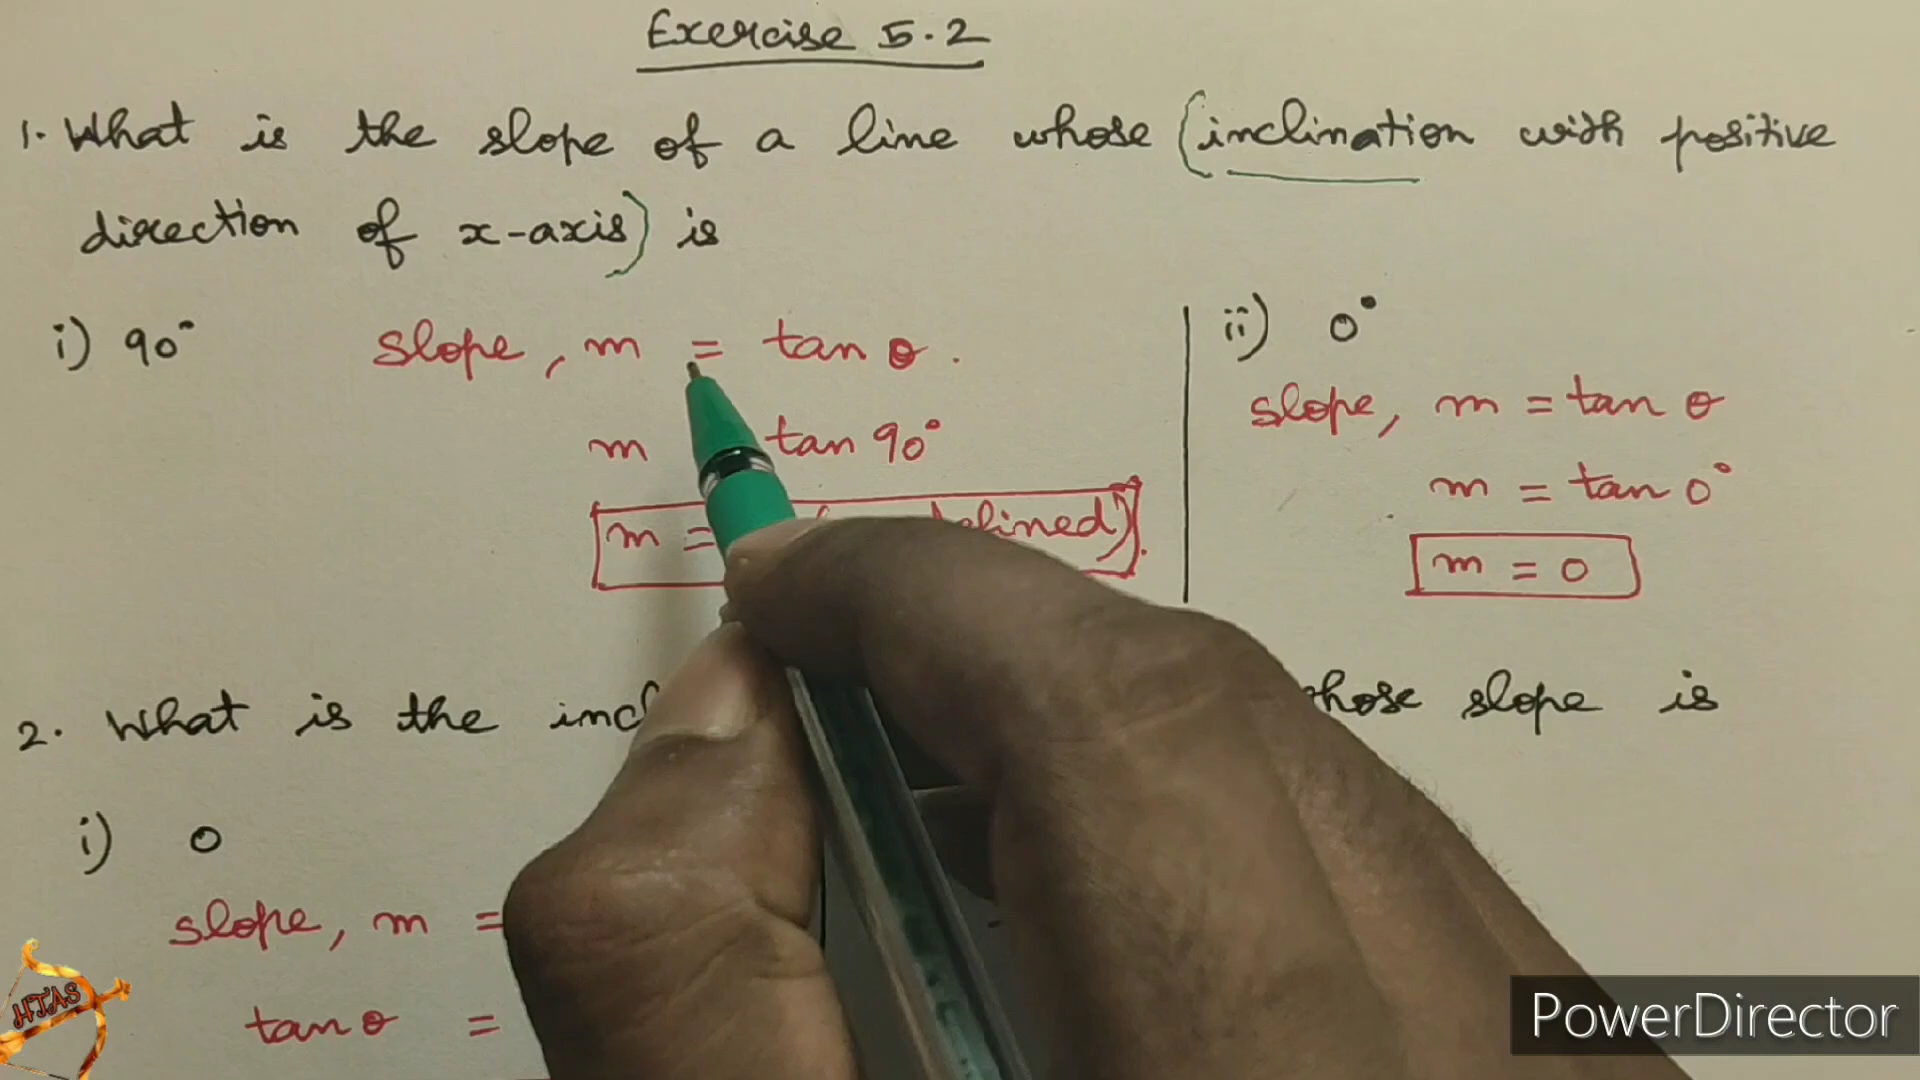 Exercise 5.2
1. What is the slope of a line whose (inclination with positive
direction of x-axis) is
i) 90°
slope, m = tan θ.
m tan 90°
m =
ii) 0°
slope, m = tan θ
m = tan 0°
m = 0
2. What is the whose slope is
i) 0
slope, m =
tan θ =
HTAS
PowerDirector